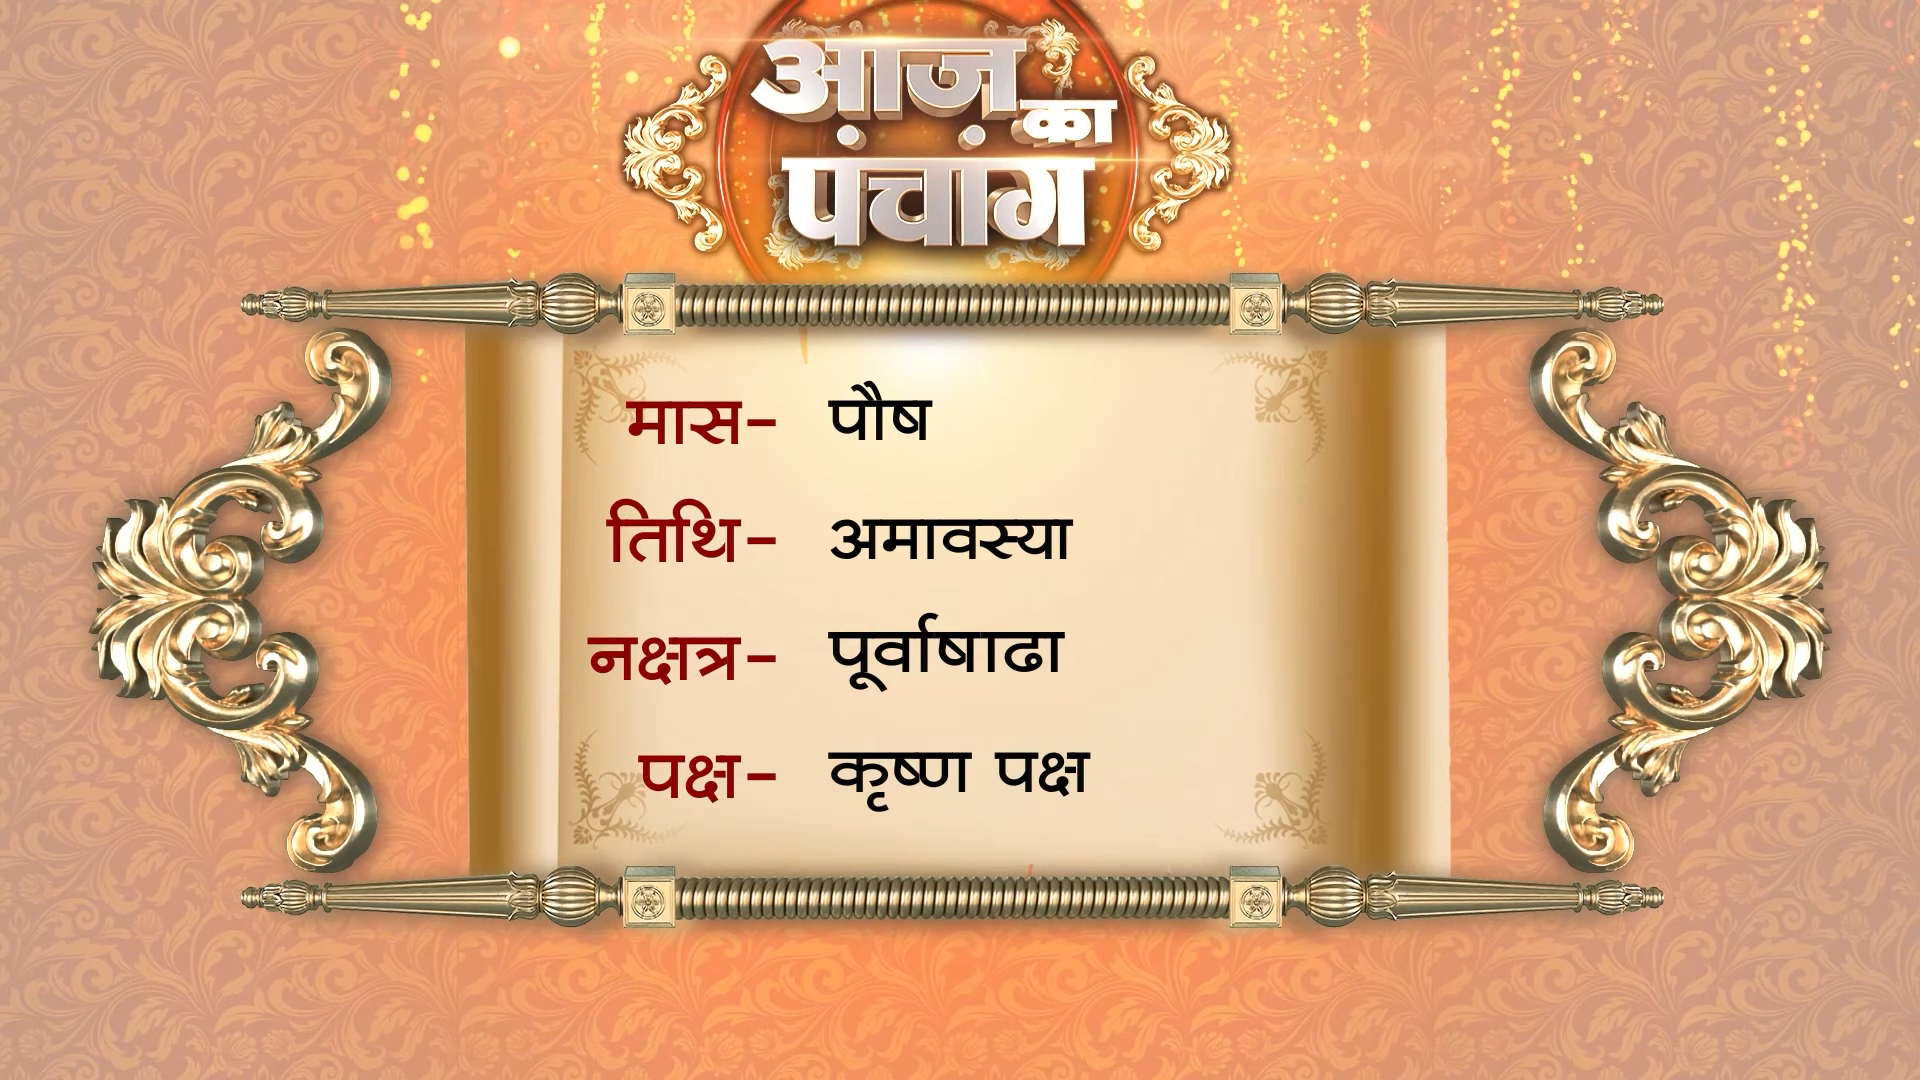 आज का
पंचांग
मास- पौष
तिथि- अमावस्या
नक्षत्र- पूर्वाषाढा
पक्ष- कृष्ण पक्ष